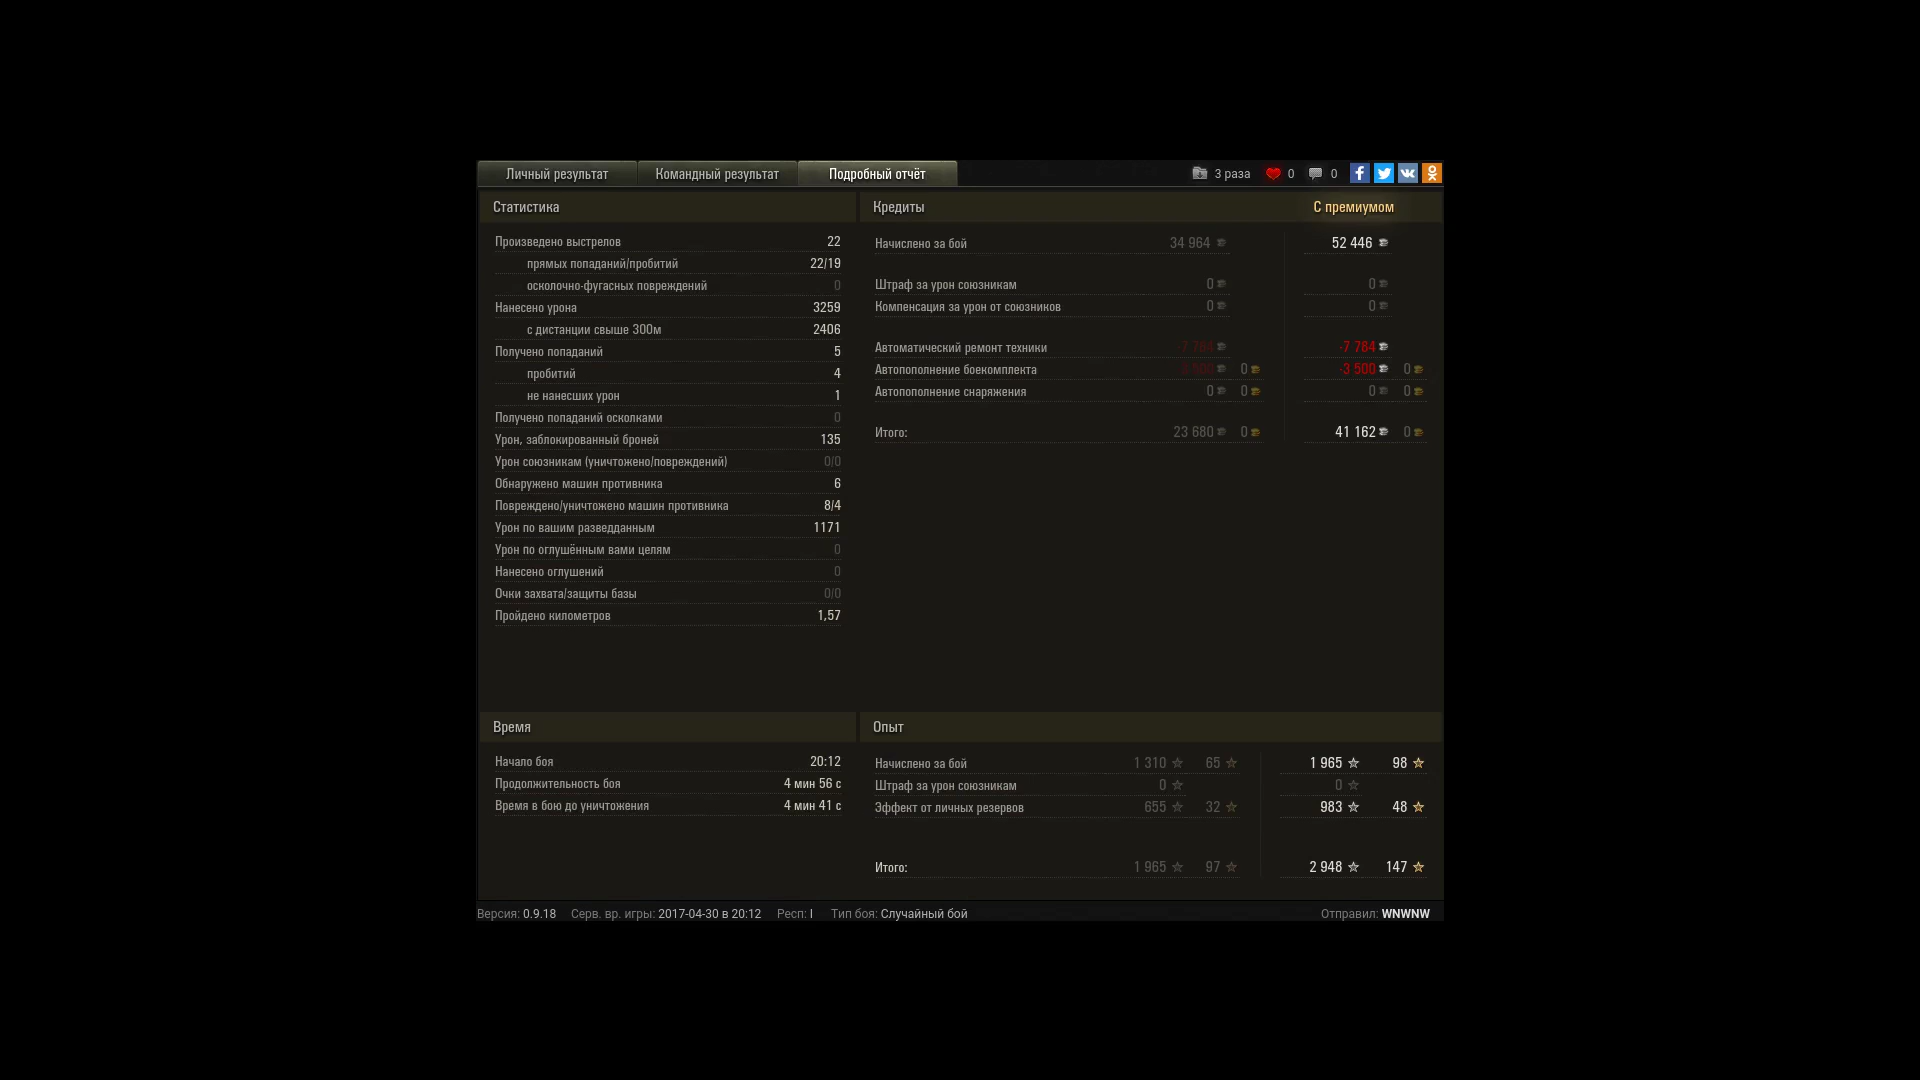 Личный результат Командный результат Подробный отчёт 3 раза 0 0
Статистика
Произведено выстрелов 22
прямых попаданий/пробитий 22/19
осколочно-фугасных повреждений 0
Нанесено урона 3259
с дистанции свыше 300м 2406
Получено попаданий 5
пробитий 4
не нанесших урон 1
Получено попаданий осколками 0
Урон, заблокированный броней 135
Урон союзникам (уничтожено/повреждений) 0/0
Обнаружено машин противника 6
Повреждено/уничтожено машин противника 8/4
Урон по вашим разведданным 1171
Урон по оглушённым вами целям 0
Нанесено оглушений 0
Очки захвата/защиты базы 0/0
Пройдено километров 1,57
Кредиты С премиумом
Начислено за бой 34 964 52 446
Штраф за урон союзникам 0 0
Компенсация за урон от союзников 0 0
Автоматический ремонт техники -7 784 -7 784
Автопополнение боекомплекта -3 500 0 -3 500 0
Автопополнение снаряжения 0 0 0 0
Итого: 23 680 0 41 162 0
Время
Начало боя 20:12
Продолжительность боя 4 мин 56 с
Время в бою до уничтожения 4 мин 41 с
Опыт
Начислено за бой 1 310 65 1 965 98
Штраф за урон союзникам 0 0
Эффект от личных резервов 655 32 983 48
Итого: 1 965 97 2 948 147
Версия: 0.9.18 Серв. вр. игры: 2017-04-30 в 20:12 Респ: I Тип боя: Случайный бой Отправил: WNWNW